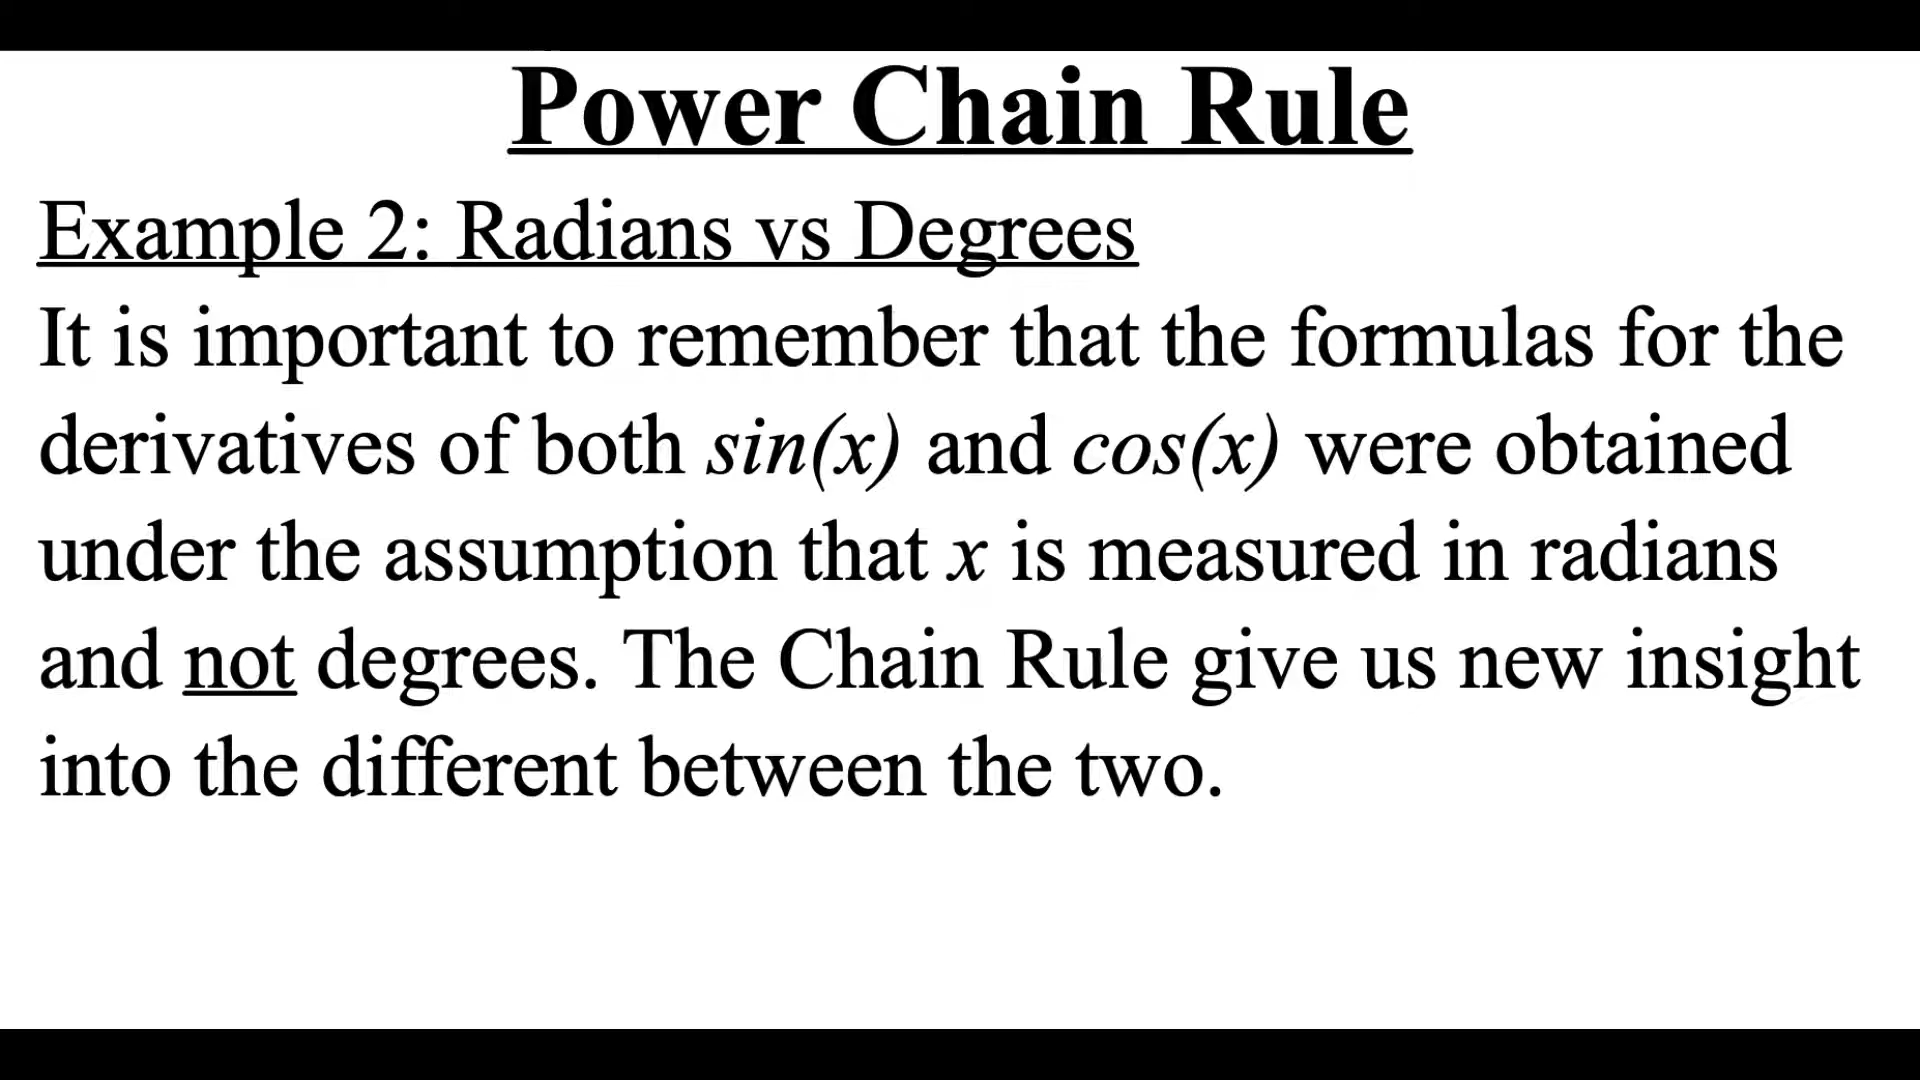 Power Chain Rule
Example 2: Radians vs Degrees
It is important to remember that the formulas for the
derivatives of both sin(x) and cos(x) were obtained
under the assumption that x is measured in radians
and not degrees. The Chain Rule give us new insight
into the different between the two.